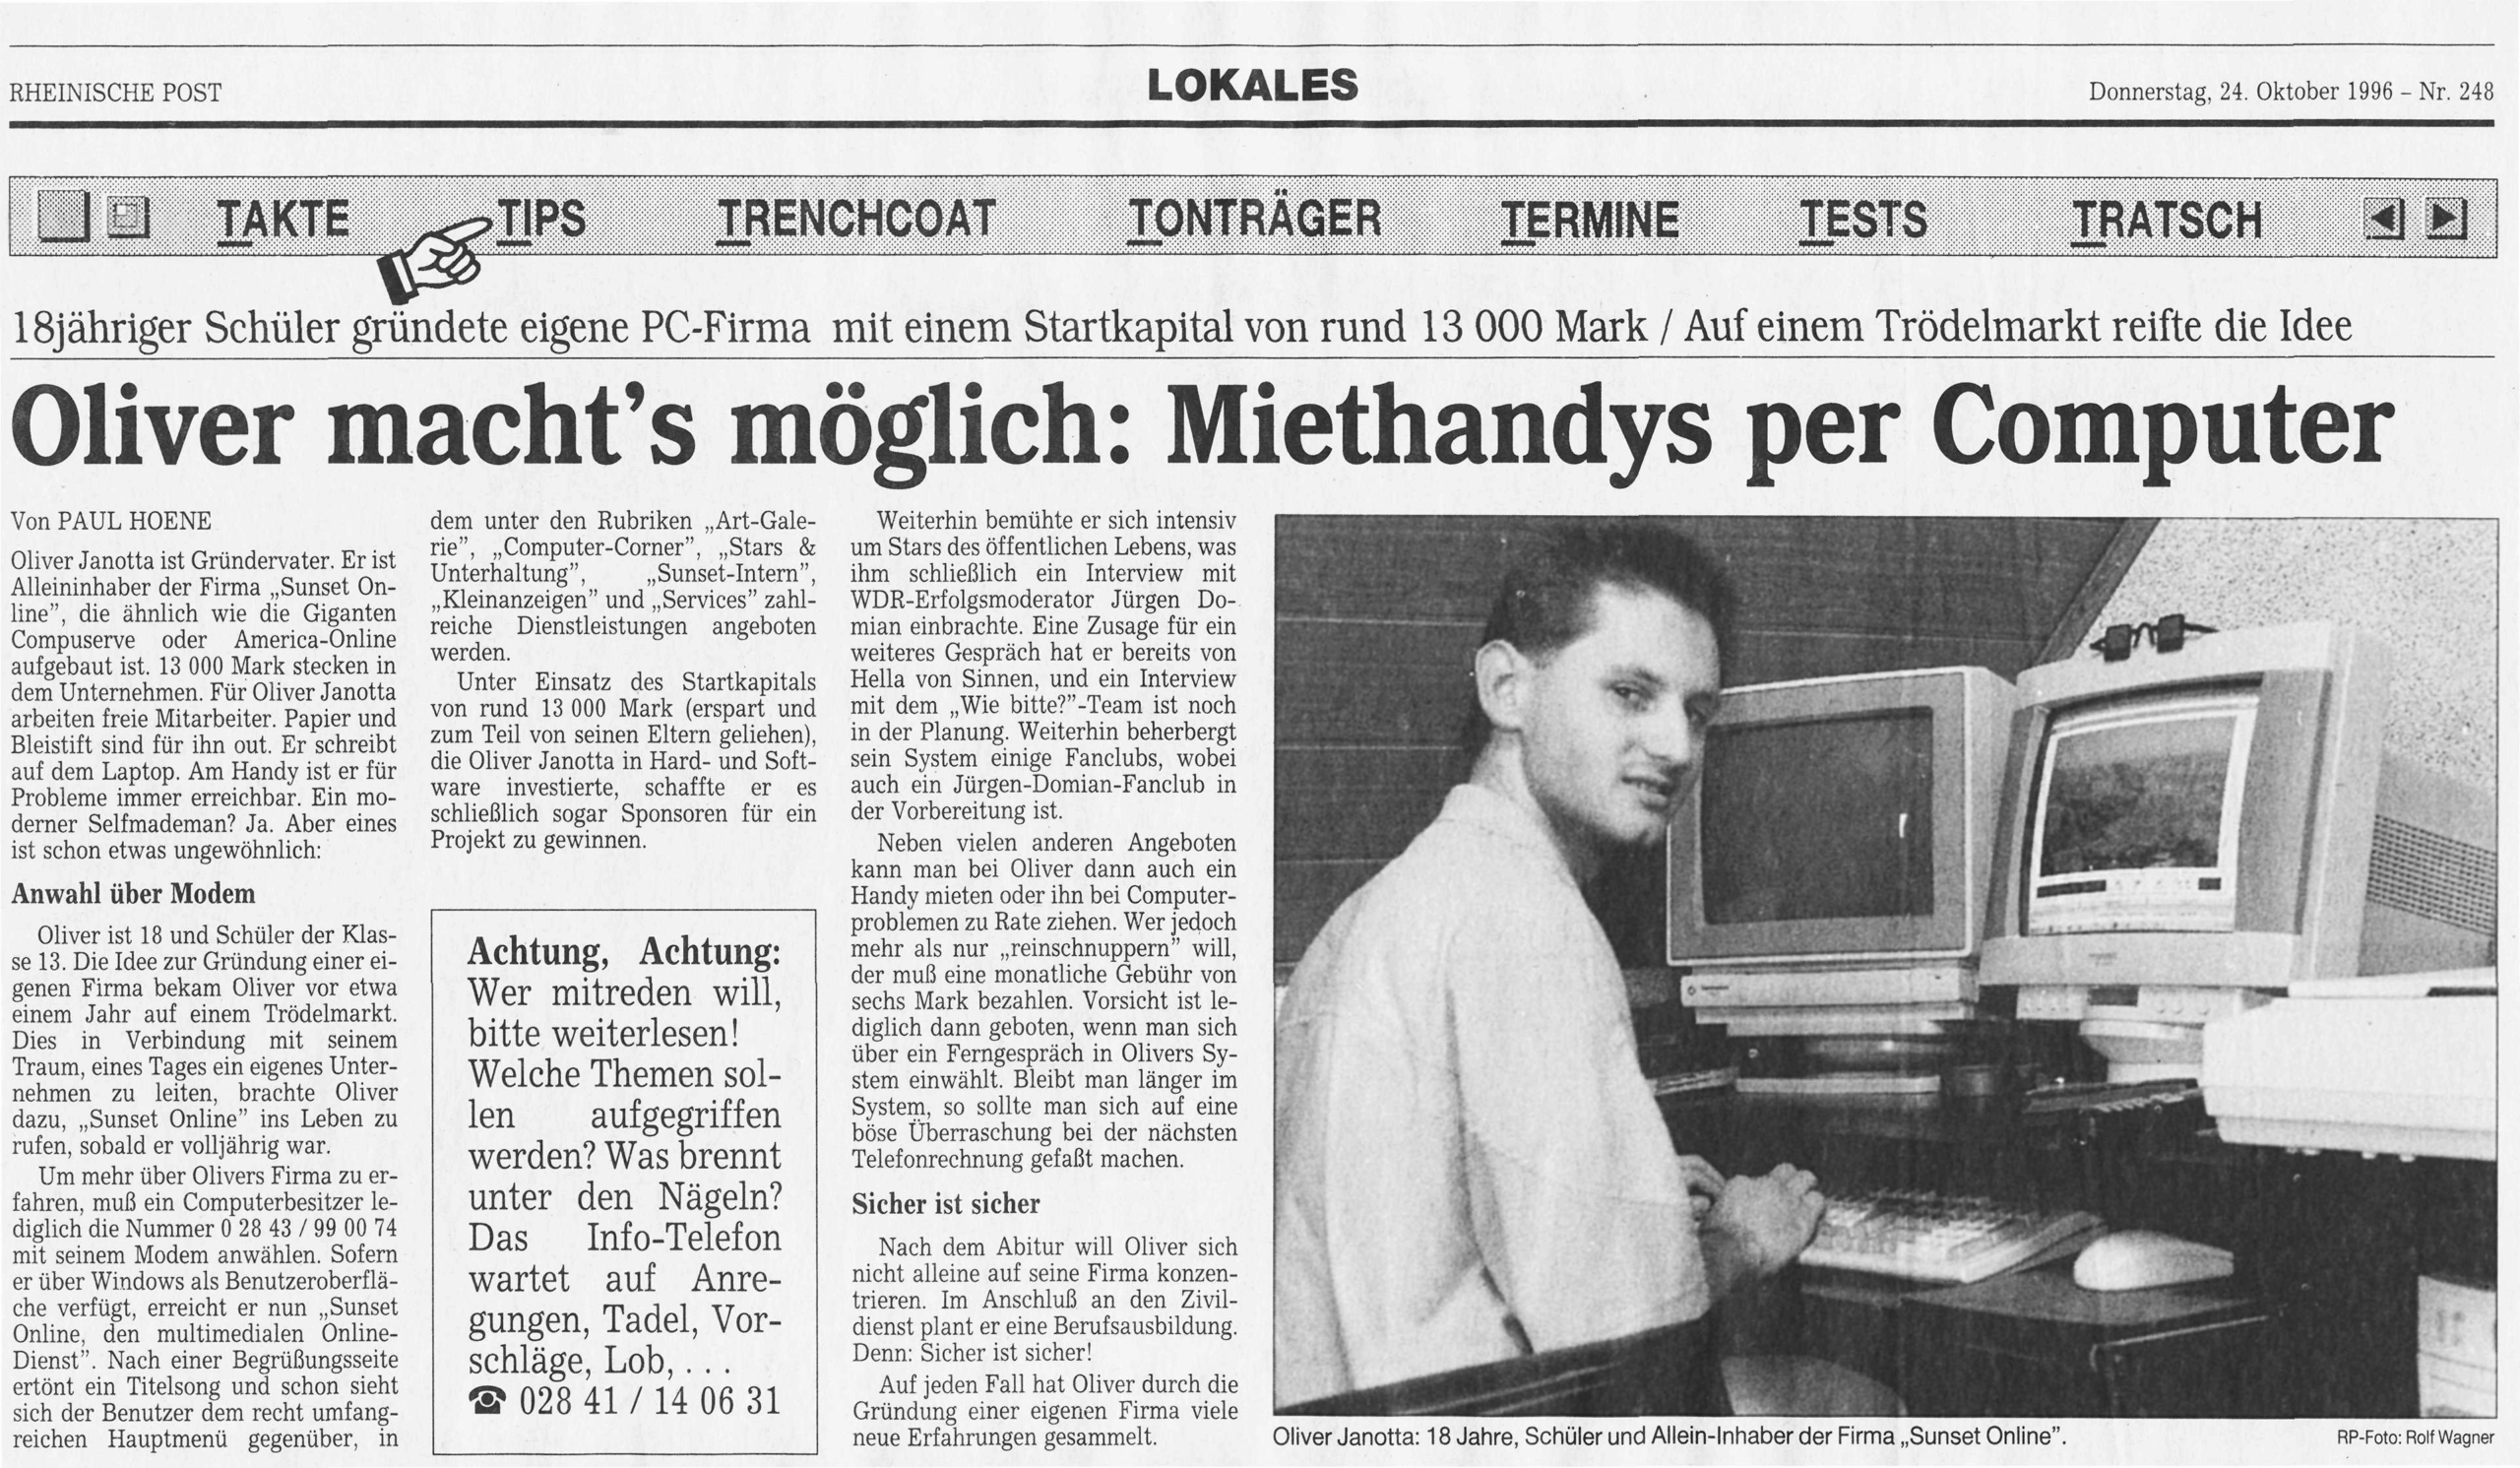 RHEINISCHE POST
LOKALES
Donnerstag, 24. Oktober 1996 – Nr. 248
TAKTE
TIPS
TRENCHCOAT
TONTRÄGER
TERMINE
TESTS
TRATSCH
18jähriger Schüler gründete eigene PC-Firma mit einem Startkapital von rund 13 000 Mark / Auf einem Trödelmarkt reifte die Idee
Oliver macht's möglich: Miethandys per Computer
Von PAUL HOENE
Oliver Janotta ist Gründervater. Er ist
Alleininhaber der Firma „Sunset On-
line”, die ähnlich wie die Giganten
Compuserve oder America-Online
aufgebaut ist. 13 000 Mark stecken in
dem Unternehmen. Für Oliver Janotta
arbeiten freie Mitarbeiter. Papier und
Bleistift sind für ihn out. Er schreibt
auf dem Laptop. Am Handy ist er für
Probleme immer erreichbar. Ein mo-
derner Selfmademan? Ja. Aber eines
ist schon etwas ungewöhnlich:
Anwahl über Modem
Oliver ist 18 und Schüler der Klas-
se 13. Die Idee zur Gründung einer ei-
genen Firma bekam Oliver vor etwa
einem Jahr auf einem Trödelmarkt.
Dies in Verbindung mit seinem
Traum, eines Tages ein eigenes Unter-
nehmen zu leiten, brachte Oliver
dazu, „Sunset Online” ins Leben zu
rufen, sobald er volljährig war.
Um mehr über Olivers Firma zu er-
fahren, muß ein Computerbesitzer le-
diglich die Nummer 0 28 43 / 99 00 74
mit seinem Modem anwählen. Sofern
er über Windows als Benutzeroberflä-
che verfügt, erreicht er nun „Sunset
Online, den multimedialen Online-
Dienst”. Nach einer Begrüßungsseite
ertönt ein Titelsong und schon sieht
sich der Benutzer dem recht umfang-
reichen Hauptmenü gegenüber, in
dem unter den Rubriken „Art-Gale-
rie”, „Computer-Corner”, „Stars &
Unterhaltung”, „Sunset-Intern”,
„Kleinanzeigen” und „Services” zahl-
reiche Dienstleistungen angeboten
werden.
Unter Einsatz des Startkapitals
von rund 13 000 Mark (erspart und
zum Teil von seinen Eltern geliehen),
die Oliver Janotta in Hard- und Soft-
ware investierte, schaffte er es
schließlich sogar Sponsoren für ein
Projekt zu gewinnen.
Achtung, Achtung:
Wer mitreden will,
bitte weiterlesen!
Welche Themen sol-
len aufgegriffen
werden? Was brennt
unter den Nägeln?
Das Info-Telefon
wartet auf Anre-
gungen, Tadel, Vor-
schläge, Lob, . . .
☎ 028 41 / 14 06 31
Weiterhin bemühte er sich intensiv
um Stars des öffentlichen Lebens, was
ihm schließlich ein Interview mit
WDR-Erfolgsmoderator Jürgen Do-
mian einbrachte. Eine Zusage für ein
weiteres Gespräch hat er bereits von
Hella von Sinnen, und ein Interview
mit dem „Wie bitte?”-Team ist noch
in der Planung. Weiterhin beherbergt
sein System einige Fanclubs, wobei
auch ein Jürgen-Domian-Fanclub in
der Vorbereitung ist.
Neben vielen anderen Angeboten
kann man bei Oliver dann auch ein
Handy mieten oder ihn bei Computer-
problemen zu Rate ziehen. Wer jedoch
mehr als nur „reinschnuppern” will,
der muß eine monatliche Gebühr von
sechs Mark bezahlen. Vorsicht ist le-
diglich dann geboten, wenn man sich
über ein Ferngespräch in Olivers Sy-
stem einwählt. Bleibt man länger im
System, so sollte man sich auf eine
böse Überraschung bei der nächsten
Telefonrechnung gefaßt machen.
Sicher ist sicher
Nach dem Abitur will Oliver sich
nicht alleine auf seine Firma konzen-
trieren. Im Anschluß an den Zivil-
dienst plant er eine Berufsausbildung.
Denn: Sicher ist sicher!
Auf jeden Fall hat Oliver durch die
Gründung einer eigenen Firma viele
neue Erfahrungen gesammelt.
Oliver Janotta: 18 Jahre, Schüler und Allein-Inhaber der Firma „Sunset Online”.
RP-Foto: Rolf Wagner